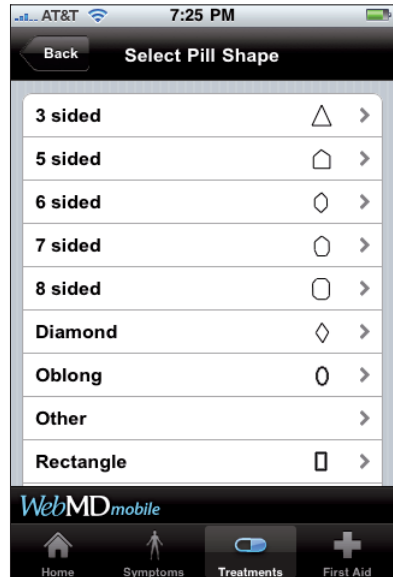 AT&T 7:25 PM
Back Select Pill Shape
3 sided
5 sided
6 sided
7 sided
8 sided
Diamond
Oblong
Other
Rectangle
WebMD mobile
Home Symptoms Treatments First Aid